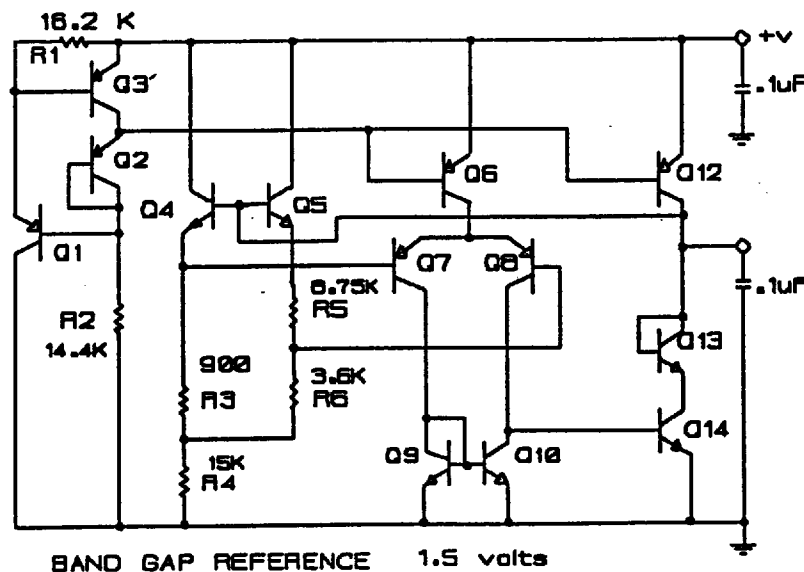 16.2 K
R1
+v
Q3'
.1uF
Q2
Q6
Q12
Q4
Q5
Q1
Q7
Q8
6.75K
R5
.1uF
R2
14.4K
Q13
900
R3
3.6K
R6
Q14
15K
R4
Q9
Q10
BAND GAP REFERENCE 1.5 volts